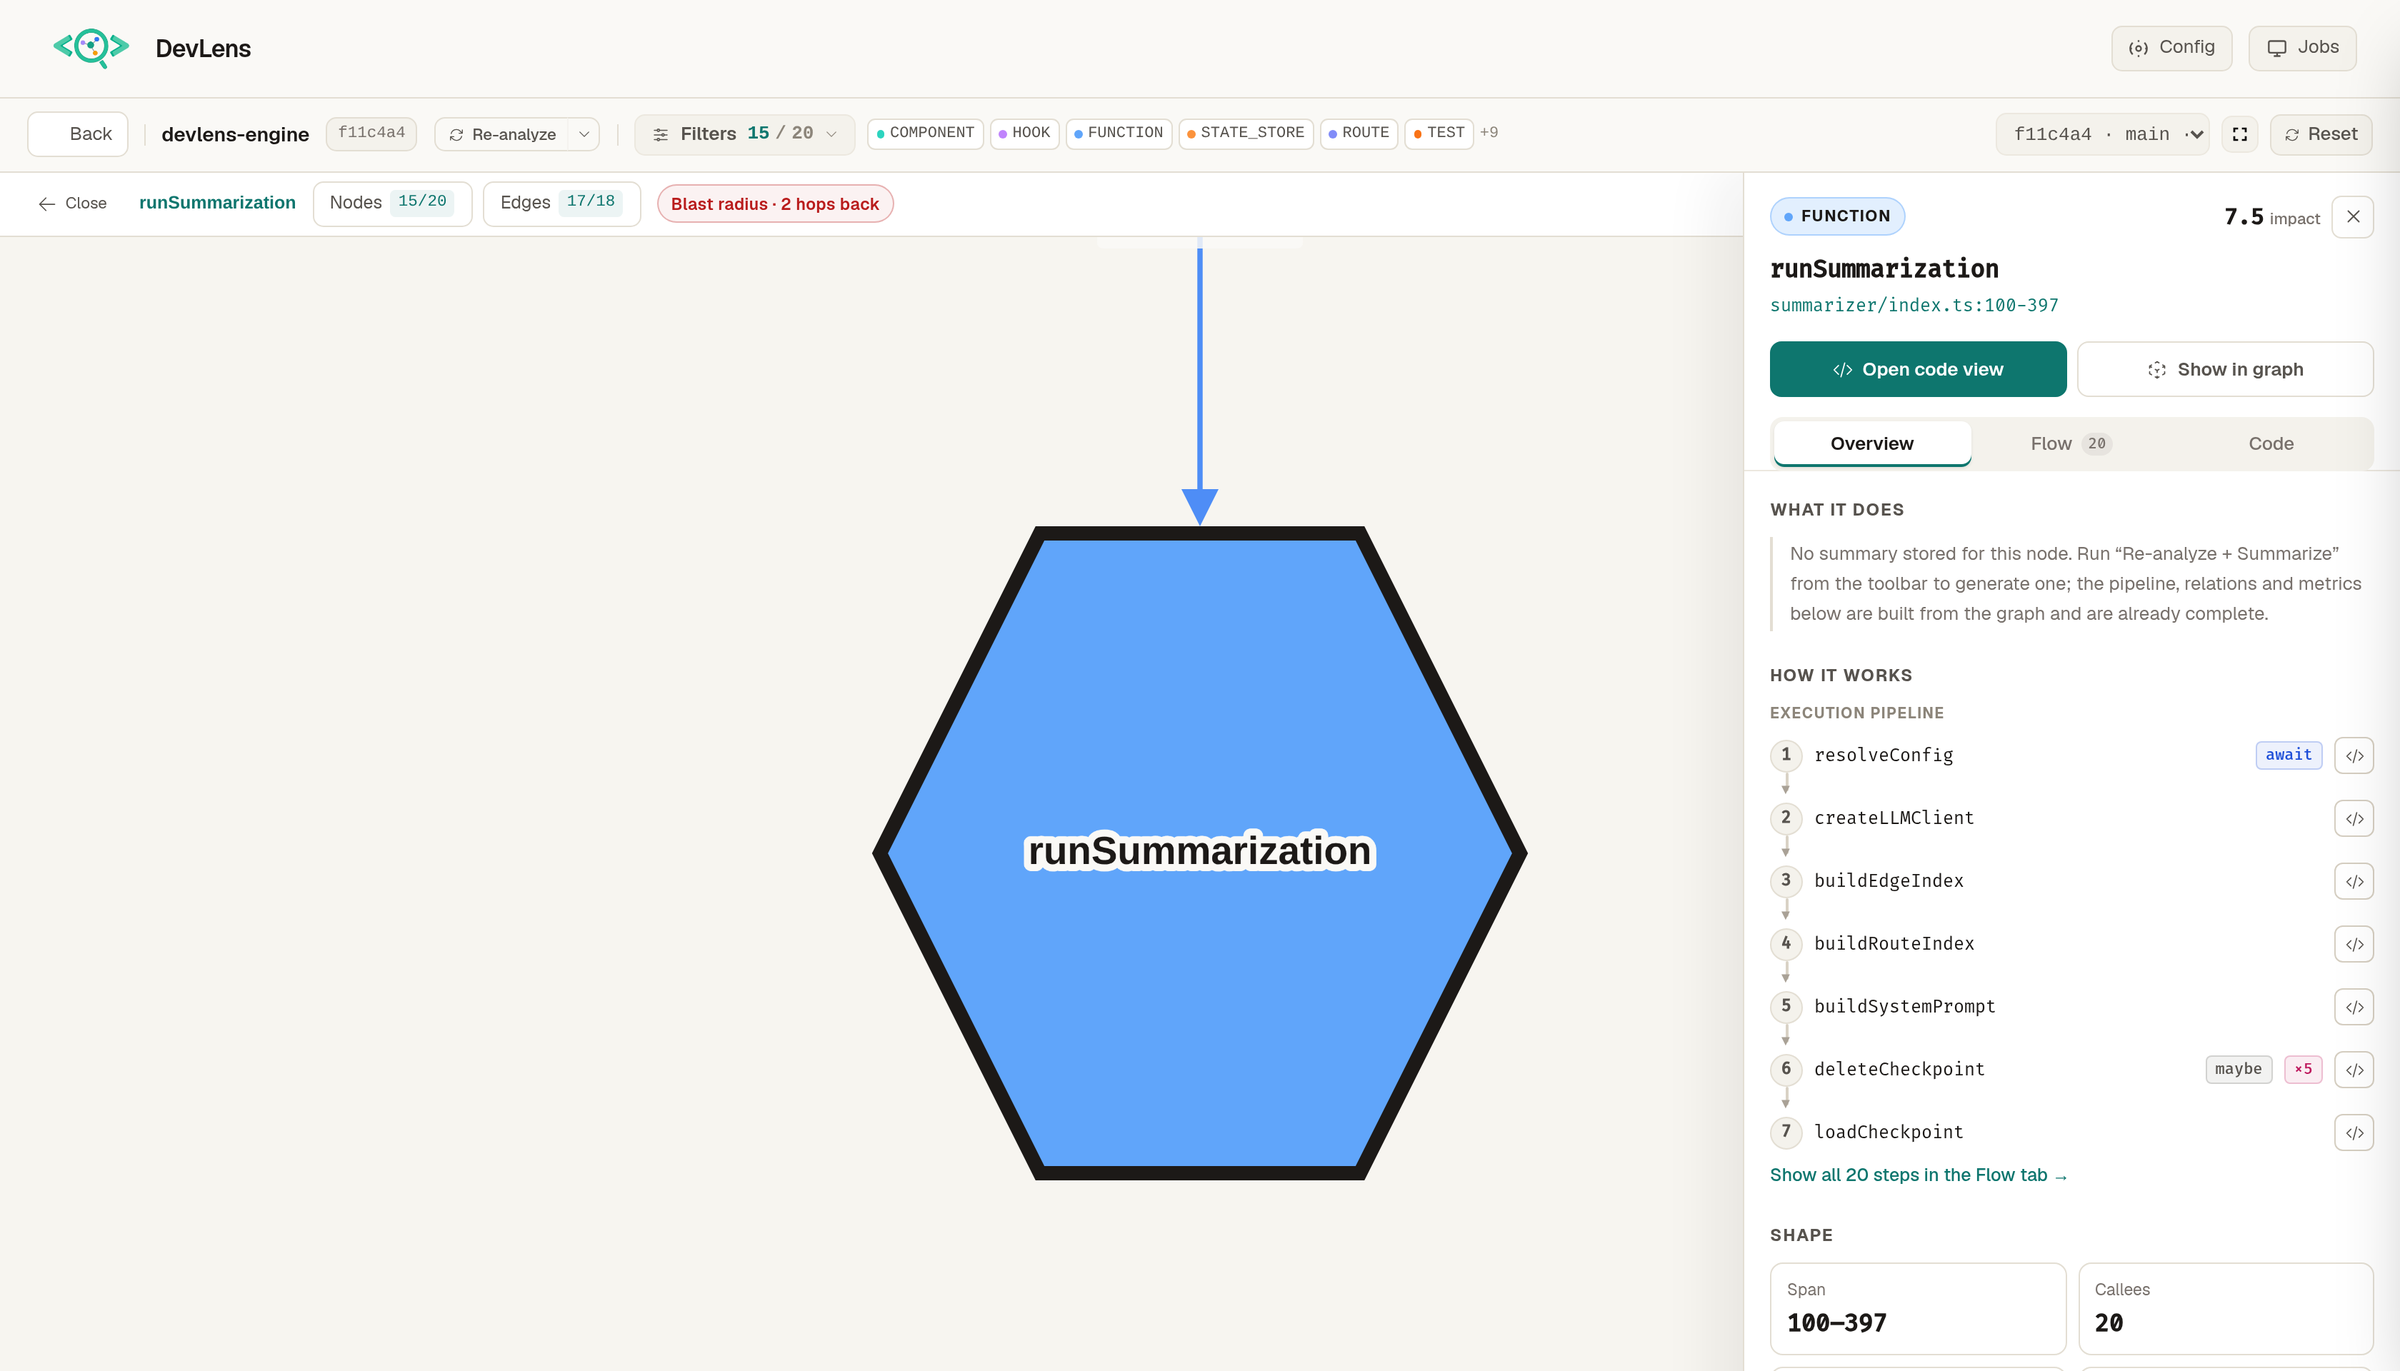 DevLens
Config
Jobs
Back
devlens-engine
f11c4a4
Re-analyze
Filters 15 / 20
COMPONENT
HOOK
FUNCTION
STATE_STORE
ROUTE
TEST
+9
f11c4a4 · main ·
Reset
Close
runSummarization
Nodes 15/20
Edges 17/18
Blast radius · 2 hops back
runSummarization
FUNCTION
7.5 impact
runSummarization
summarizer/index.ts:100-397
Open code view
Show in graph
Overview
Flow 20
Code
WHAT IT DOES
No summary stored for this node. Run “Re-analyze + Summarize”
from the toolbar to generate one; the pipeline, relations and metrics
below are built from the graph and are already complete.
HOW IT WORKS
EXECUTION PIPELINE
1 resolveConfig await
2 createLLMClient
3 buildEdgeIndex
4 buildRouteIndex
5 buildSystemPrompt
6 deleteCheckpoint maybe ×5
7 loadCheckpoint
Show all 20 steps in the Flow tab →
SHAPE
Span
100–397
Callees
20